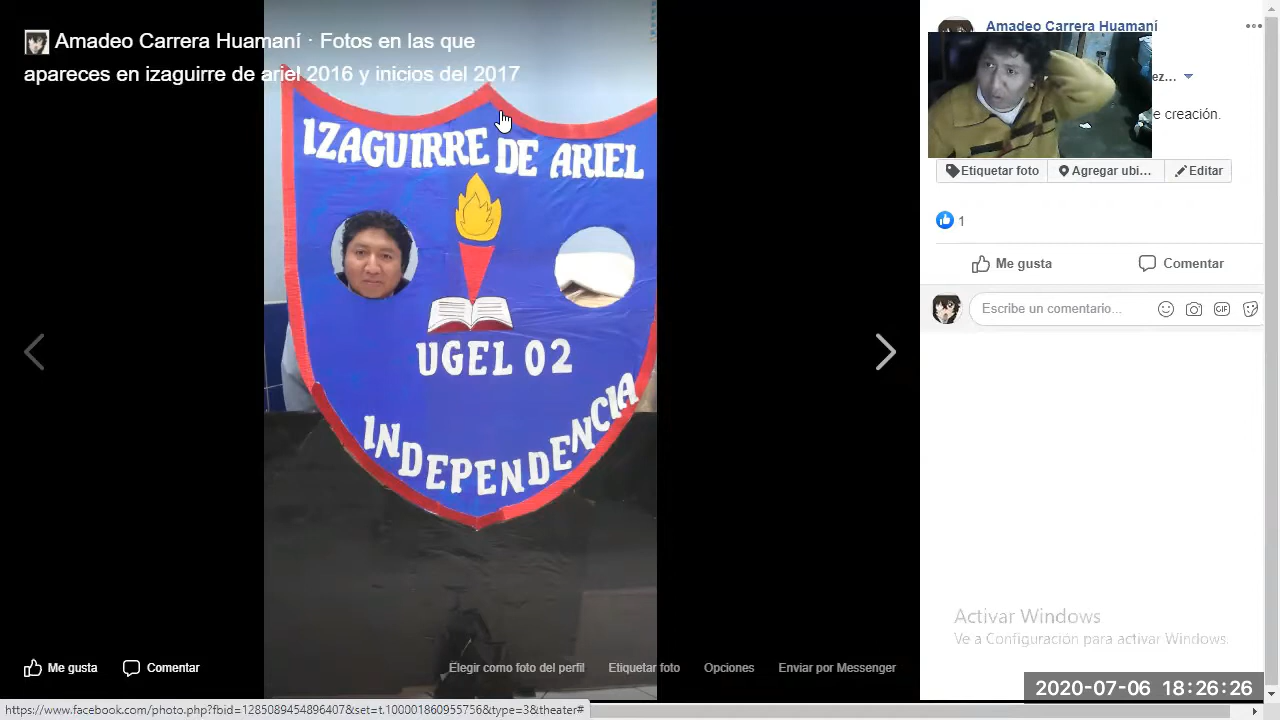 Amadeo Carrera Huamaní · Fotos en las que
apareces en izaguirre de ariel 2016 y inicios del 2017
IZAGUIRRE DE ARIEL
UGEL 02
INDEPENDENCIA
Me gusta
Comentar
Elegir como foto del perfil
Etiquetar foto
Opciones
Enviar por Messenger
Amadeo Carrera Huamaní
ez...
e creación.
Etiquetar foto
Agregar ubi...
Editar
1
Me gusta
Comentar
Escribe un comentario...
GIF
Activar Windows
Ve a Configuración para activar Windows.
2020-07-06 18:26:26
https://www.facebook.com/photo.php?fbid=1285089454896407&set=t.100001860955756&type=3&theater#